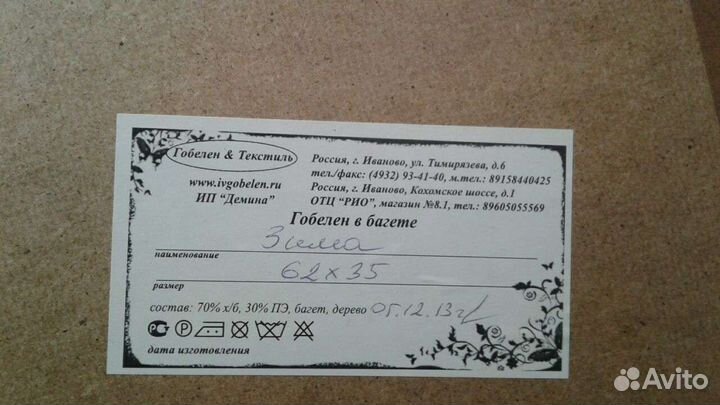 Гобелен & Текстиль
www.ivgobelen.ru
ИП “Демина”
Россия, г. Иваново, ул. Тимирязева, д.6
тел./факс: (4932) 93-41-40, м.тел.: 89158440425
Россия, г. Иваново, Кохомское шоссе, д.1
ОТЦ “РИО”, магазин №8.1, тел.: 89605055569
Гобелен в багете
Зима
наименование
62х35
размер
состав: 70% х/б, 30% ПЭ, багет, дерево 05.12.13г
дата изготовления
Avito